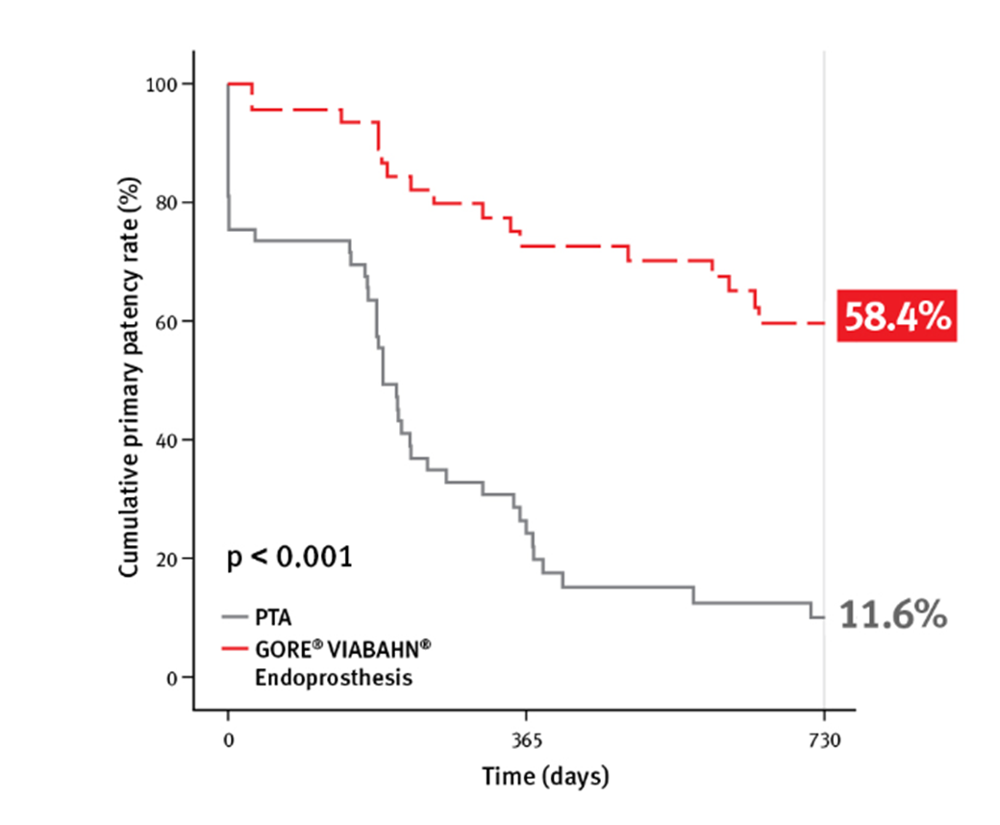 Cumulative primary patency rate (%)
100
80
60
40
20
0
58.4%
11.6%
p < 0.001
PTA
GORE® VIABAHN®
Endoprosthesis
0 365 730
Time (days)